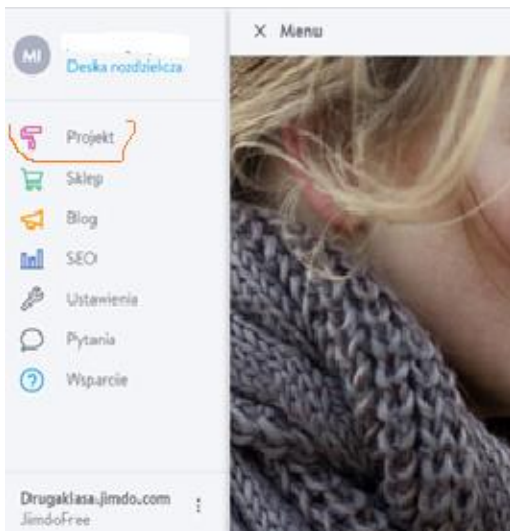 Menu
MI
Deska rozdzielcza
Projekt
Sklep
Blog
SEO
Ustawienia
Pytania
Wsparcie
Drugaklasa.jimdo.com
JimdoFree